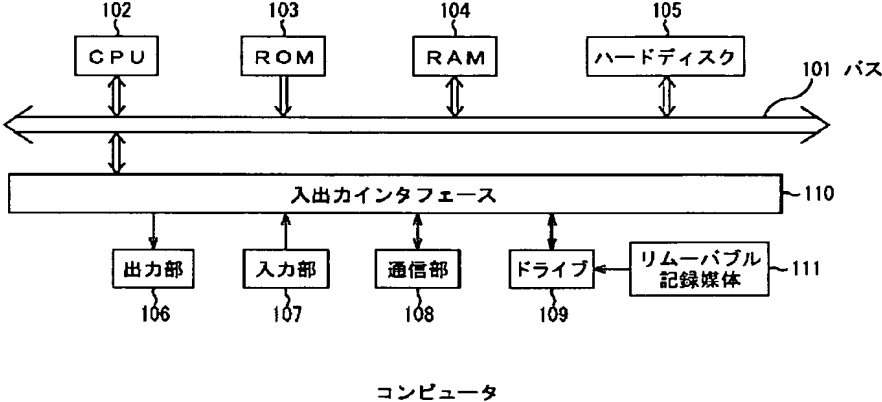 102 103 104 105
CPU ROM RAM ハードディスク
101 バス
入出力インタフェース 110
出力部 入力部 通信部 ドライブ リムーバブル記録媒体 111
106 107 108 109
コンピュータ